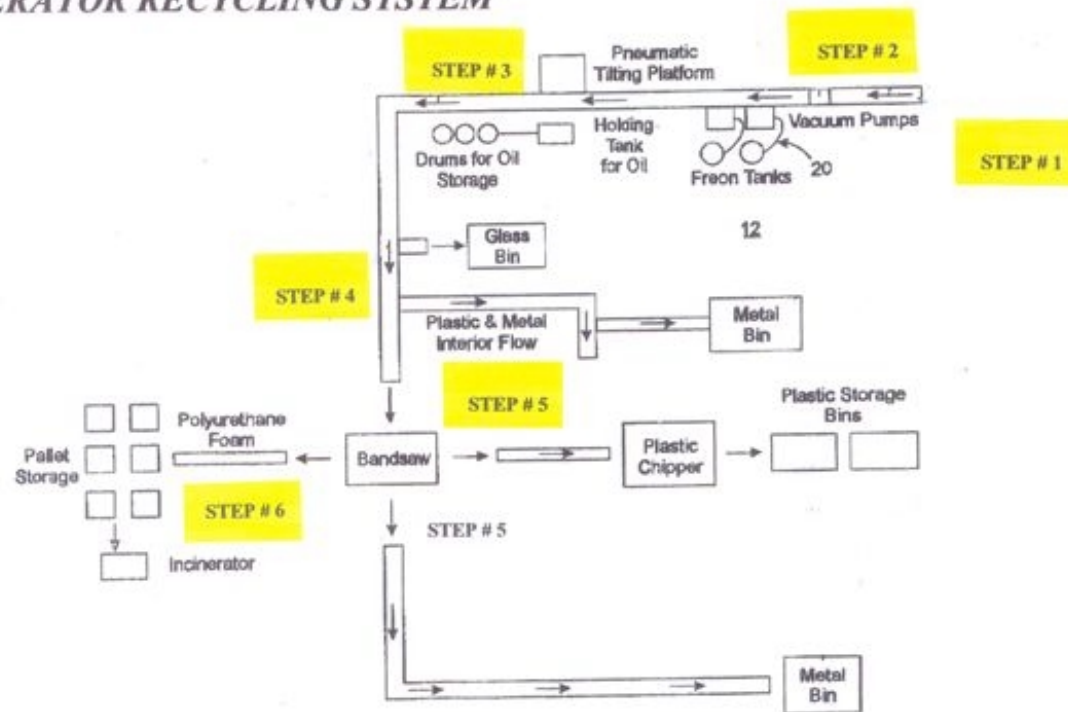 ERATOR RECYCLING SYSTEM
STEP # 3
Pneumatic
Tilting Platform
STEP # 2
Vacuum Pumps
STEP # 1
Drums for Oil
Storage
Holding
Tank
for Oil
Freon Tanks
20
12
Glass
Bin
STEP # 4
Plastic & Metal
Interior Flow
Metal
Bin
STEP # 5
Plastic Storage
Bins
Polyurethane
Foam
Pallet
Storage
Bandsaw
Plastic
Chipper
STEP # 6
STEP # 5
Incinerator
Metal
Bin